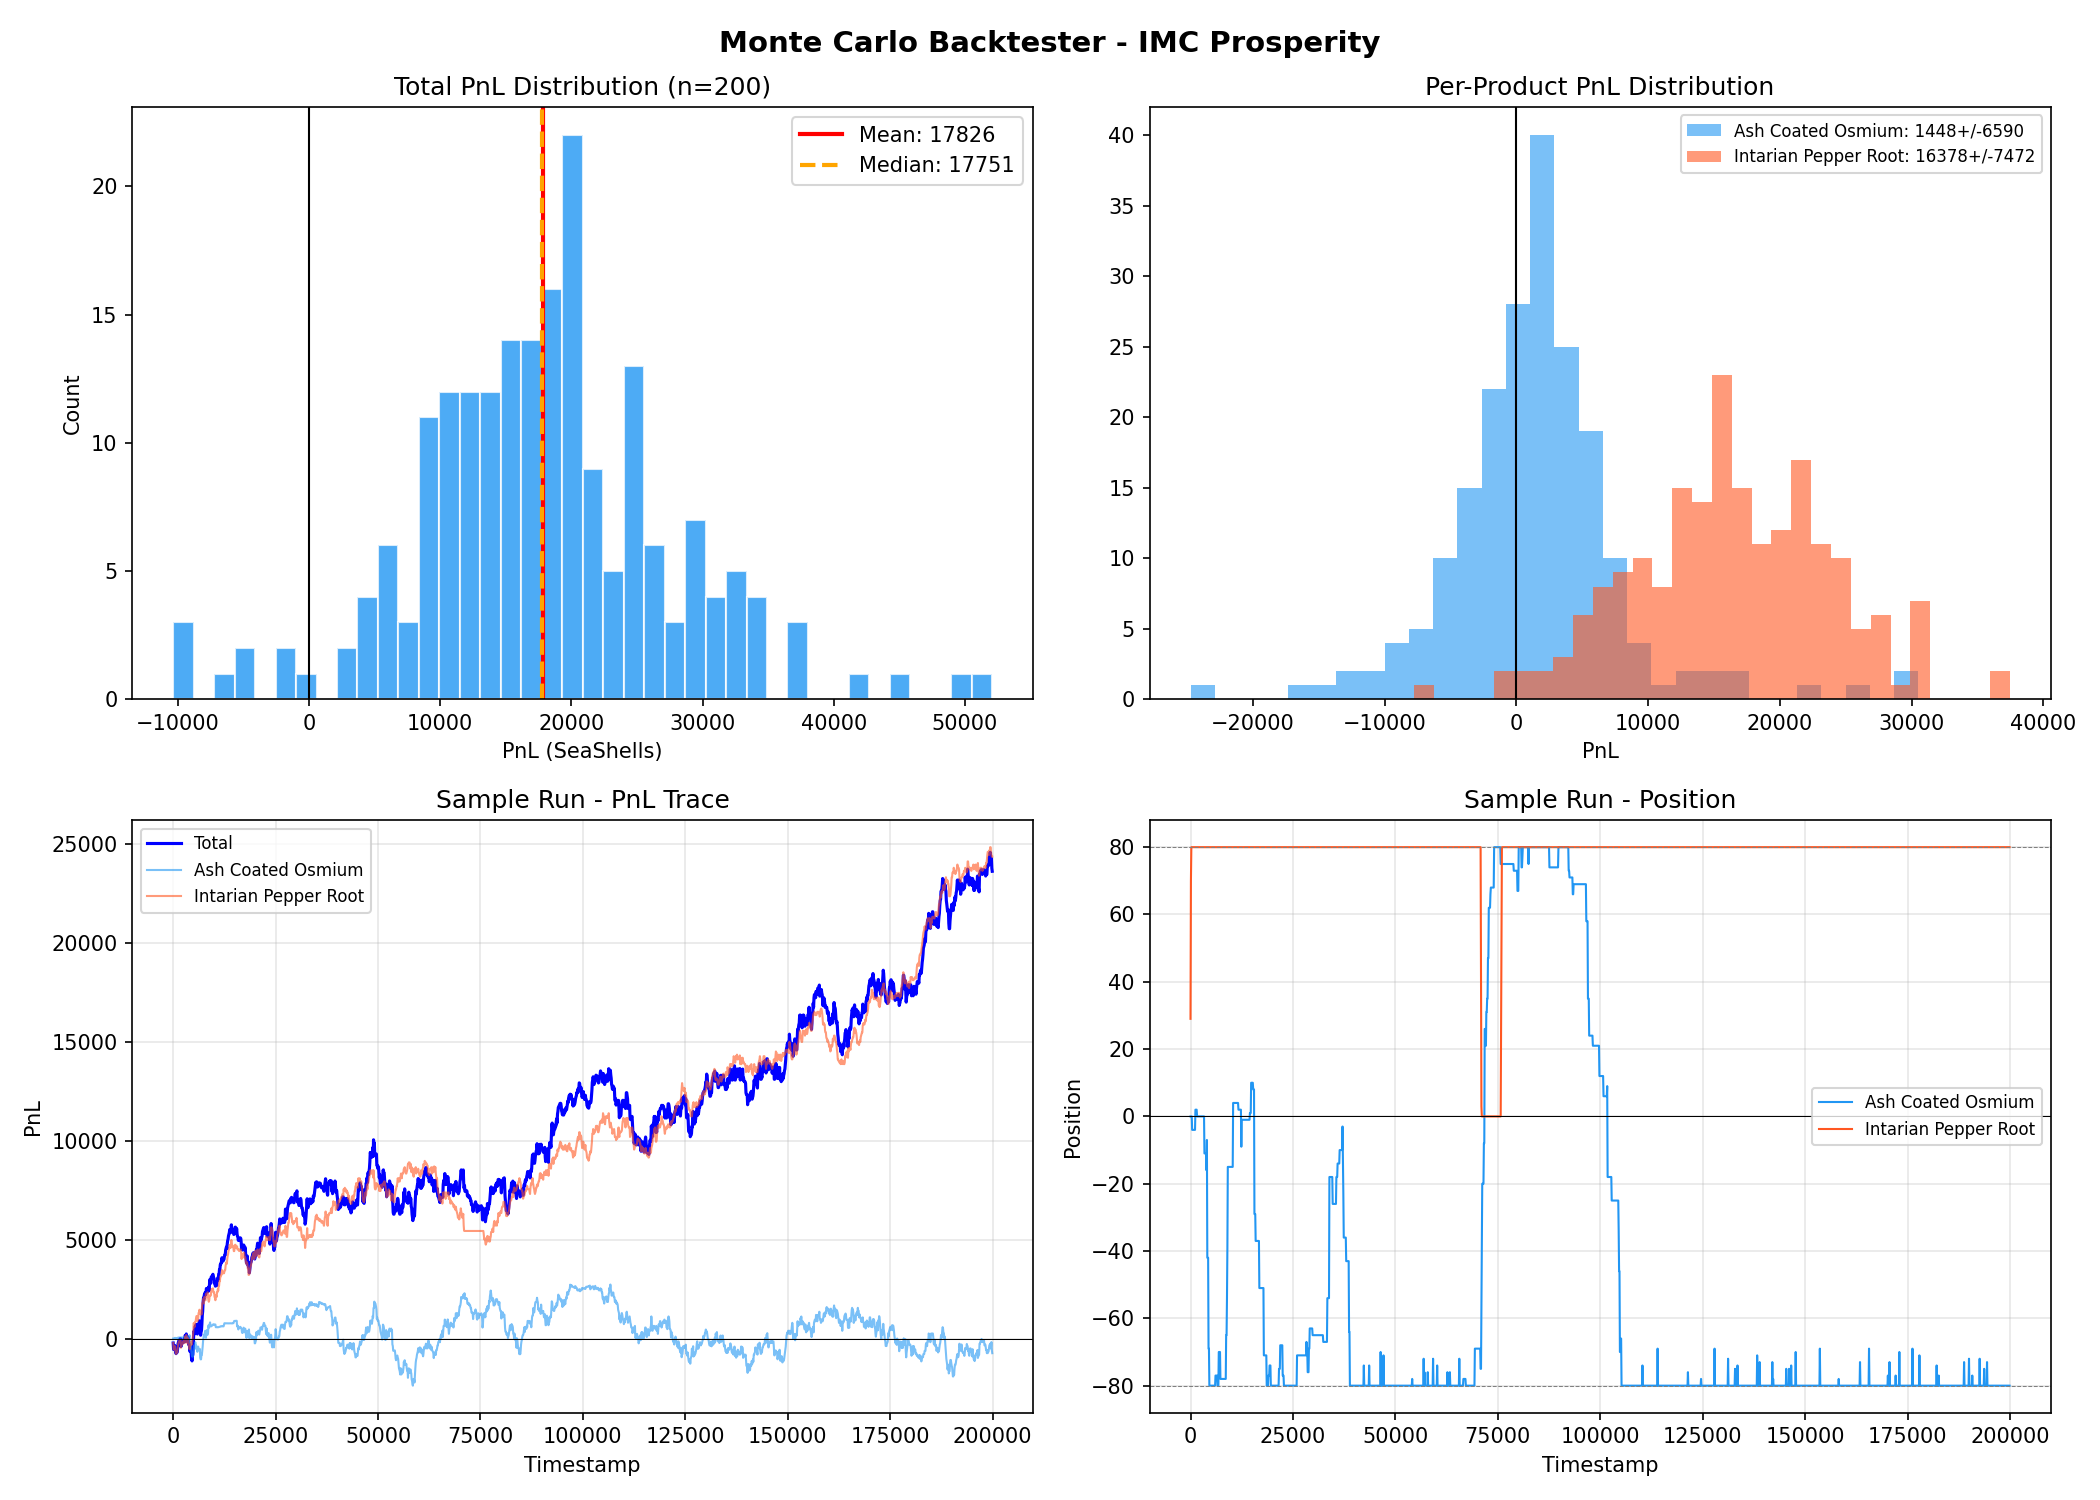 Monte Carlo Backtester - IMC Prosperity
Total PnL Distribution (n=200)
Mean: 17826
Median: 17751
Count
20
15
10
5
0
−10000 0 10000 20000 30000 40000 50000
PnL (SeaShells)
Per-Product PnL Distribution
Ash Coated Osmium: 1448+/-6590
Intarian Pepper Root: 16378+/-7472
40
35
30
25
20
15
10
5
0
−20000 −10000 0 10000 20000 30000 40000
PnL
Sample Run - PnL Trace
Total
Ash Coated Osmium
Intarian Pepper Root
PnL
25000
20000
15000
10000
5000
0
0 25000 50000 75000 100000 125000 150000 175000 200000
Timestamp
Sample Run - Position
Position
80
60
40
20
0
−20
−40
−60
−80
Ash Coated Osmium
Intarian Pepper Root
0 25000 50000 75000 100000 125000 150000 175000 200000
Timestamp